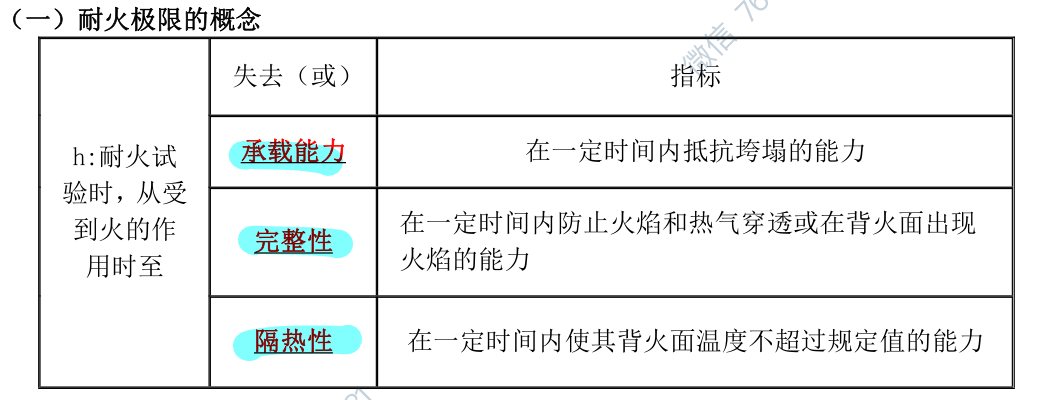 （一）耐火极限的概念
微信 76
失去（或）
指标
h:耐火试
验时，从受
到火的作
用时至
承载能力
在一定时间内抵抗垮塌的能力
完整性
在一定时间内防止火焰和热气穿透或在背火面出现
火焰的能力
隔热性
在一定时间内使其背火面温度不超过规定值的能力